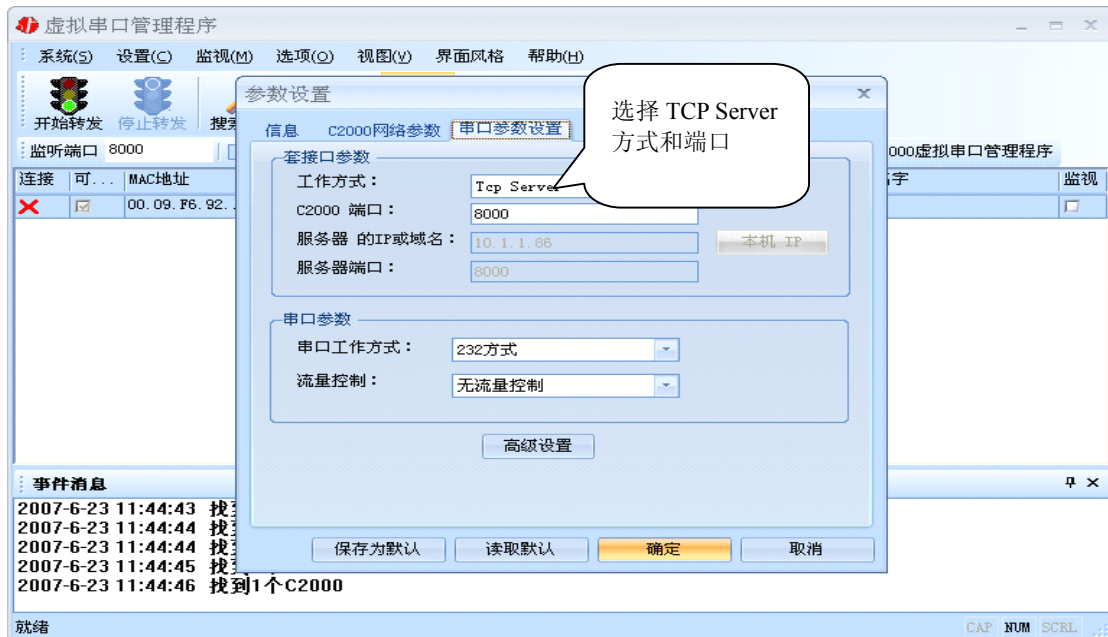 虚拟串口管理程序
系统(S) 设置(C) 监视(M) 选项(O) 视图(V) 界面风格 帮助(H)
开始转发 停止转发
监听端口 8000
000虚拟串口管理程序
连接 可... MAC地址
监视
00.09.F6.92.
参数设置
信息 C2000网络参数 串口参数设置
选择 TCP Server
方式和端口
套接口参数
工作方式： Tcp Server
C2000 端口： 8000
服务器 的IP或域名： 10.1.1.86 本机 IP
服务器端口： 8000
串口参数
串口工作方式： 232方式
流量控制： 无流量控制
高级设置
保存为默认 读取默认 确定 取消
事件消息
2007-6-23 11:44:43 找
2007-6-23 11:44:44 找
2007-6-23 11:44:44 找
2007-6-23 11:44:45 找
2007-6-23 11:44:46 找到1个C2000
就绪
CAP NUM SCRL